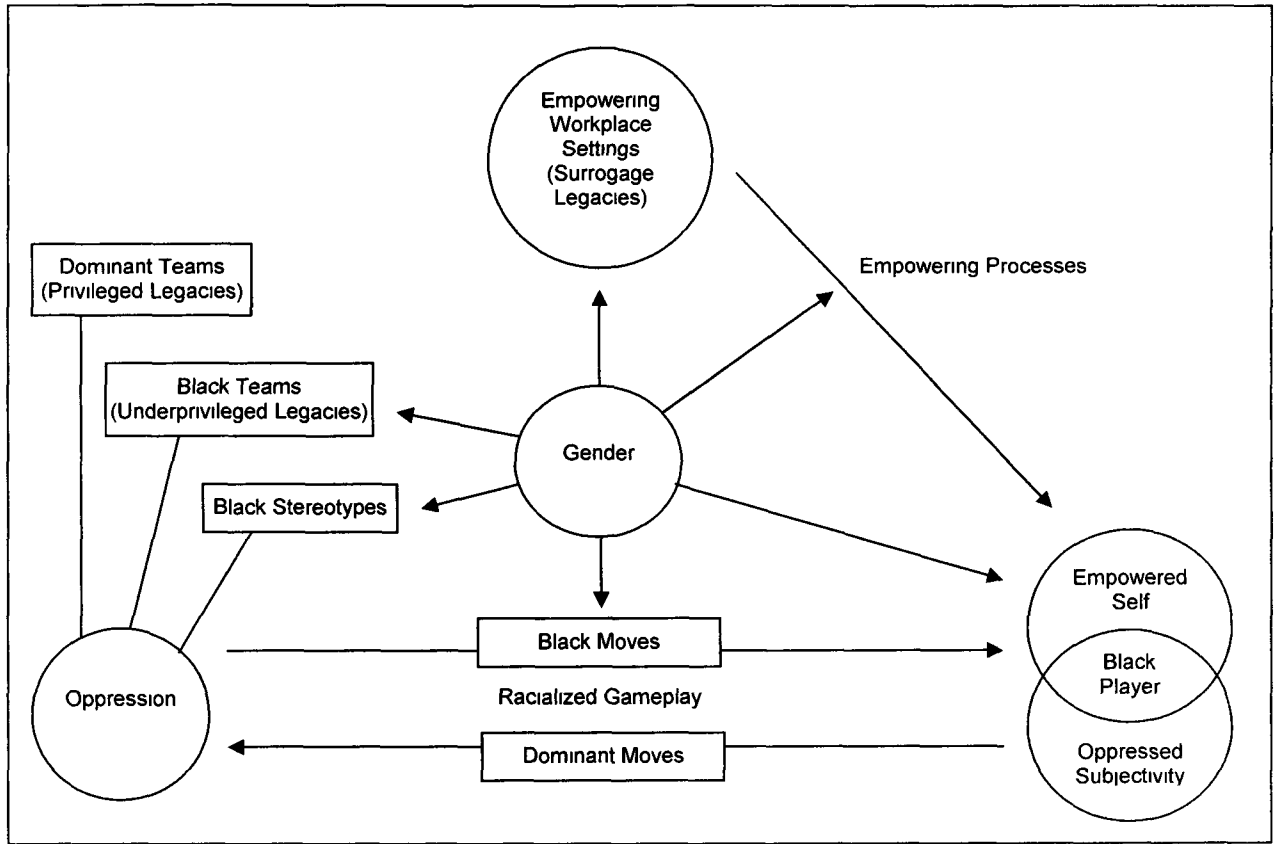 Empowering
Workplace
Settings
(Surrogage
Legacies)
Dominant Teams
(Privileged Legacies)
Empowering Processes
Black Teams
(Underprivileged Legacies)
Gender
Black Stereotypes
Empowered
Self
Black Moves
Black
Player
Oppression
Racialized Gameplay
Dominant Moves
Oppressed
Subjectivity